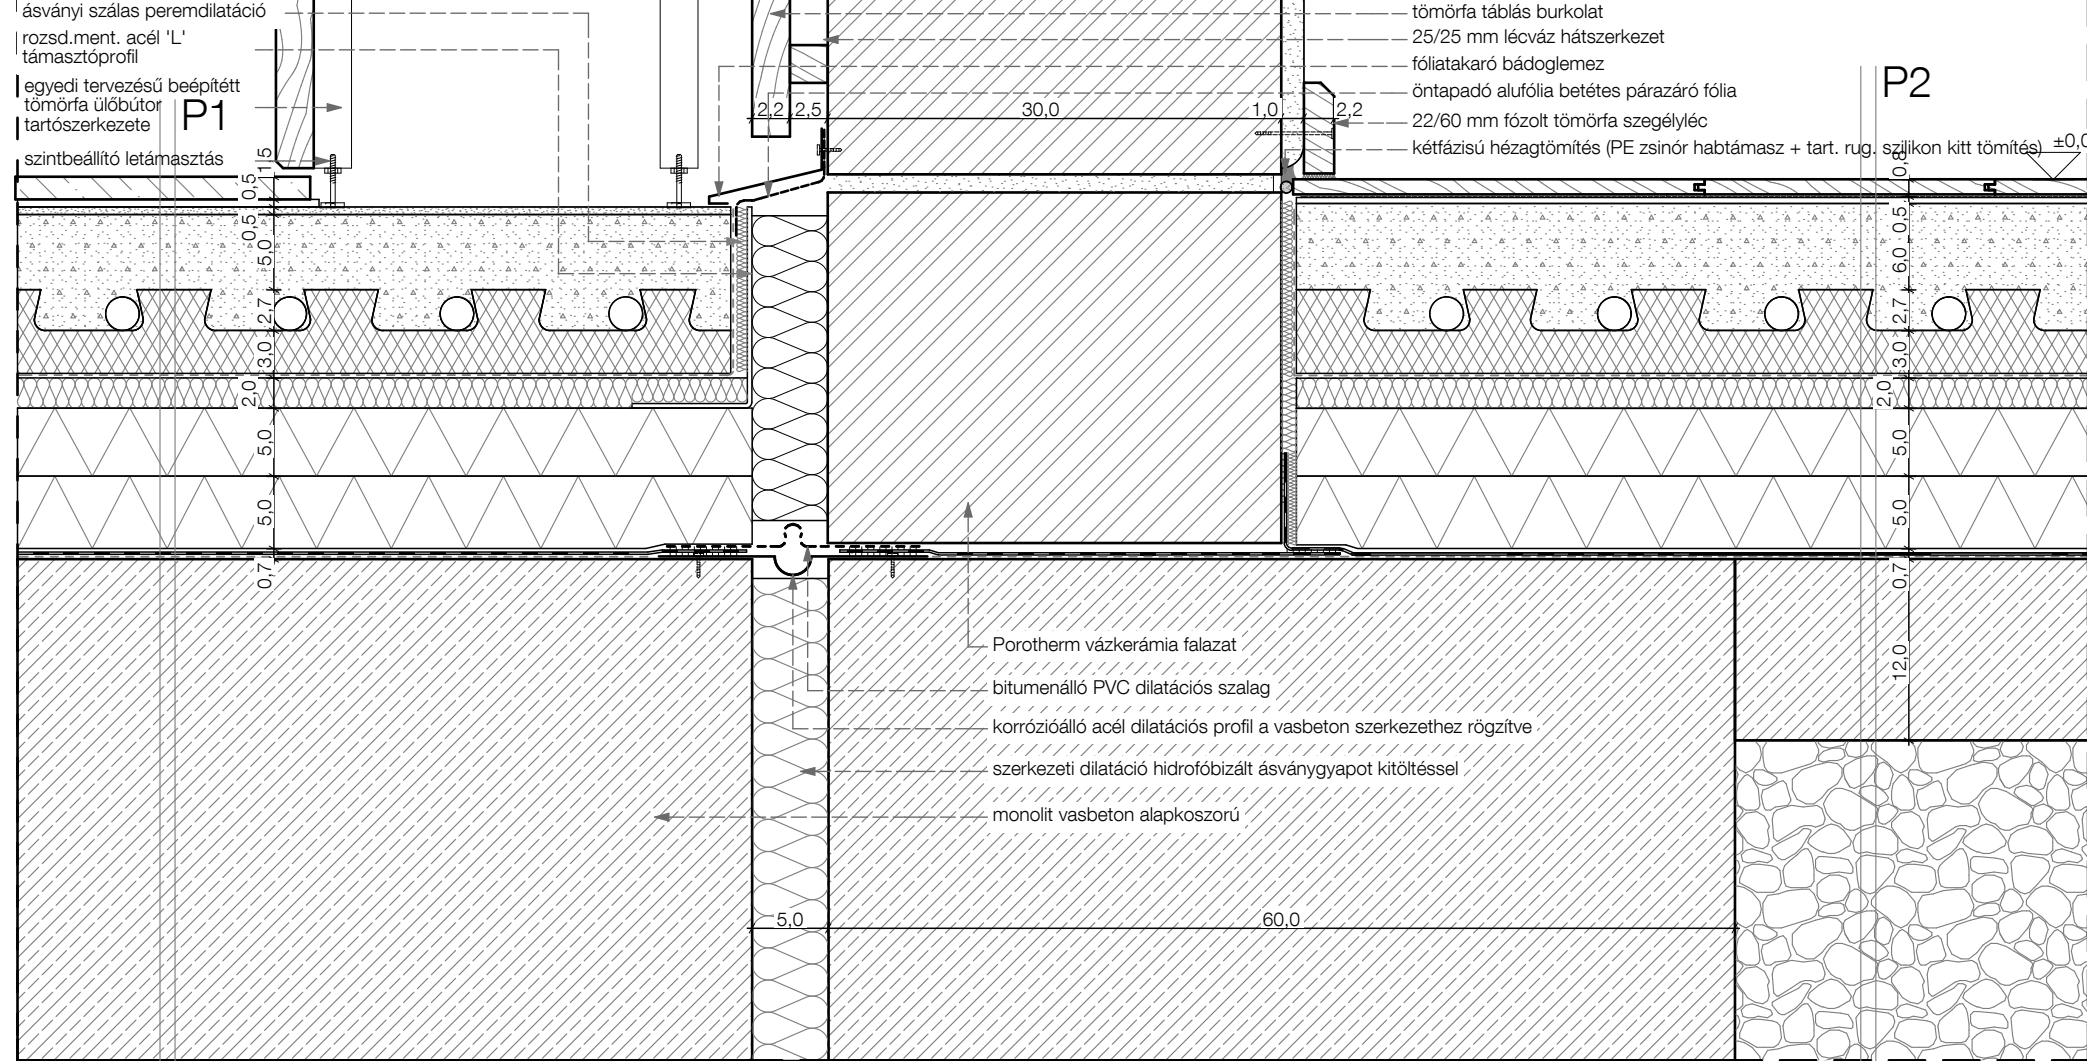 ásványi szálas peremdilatáció
rozsd.ment. acél 'L'
támasztóprofil
egyedi tervezésű beépített
tömörfa ülőbútor
tartószerkezete
P1
szintbeállító letámasztás
tömörfa táblás burkolat
25/25 mm lécváz hátszerkezet
fóliatakaró bádoglemez
öntapadó alufólia betétes párazáró fólia
22/60 mm fózolt tömörfa szegélyléc
kétfázisú hézagtömítés (PE zsinór habtámasz + tart. rug. szilikon kitt tömítés)
P2
±0,0
2,2
2,5
30,0
1,0
2,2
15
0,5
0,5
5,0
2,7
3,0
2,0
5,0
5,0
0,7
0,8
0,5
6,0
2,7
3,0
2,0
5,0
5,0
0,7
12,0
Porotherm vázkerámia falazat
bitumenálló PVC dilatációs szalag
korrózióálló acél dilatációs profil a vasbeton szerkezethez rögzítve
szerkezeti dilatáció hidrofóbizált ásványgyapot kitöltéssel
monolit vasbeton alapkoszorú
5,0
60,0